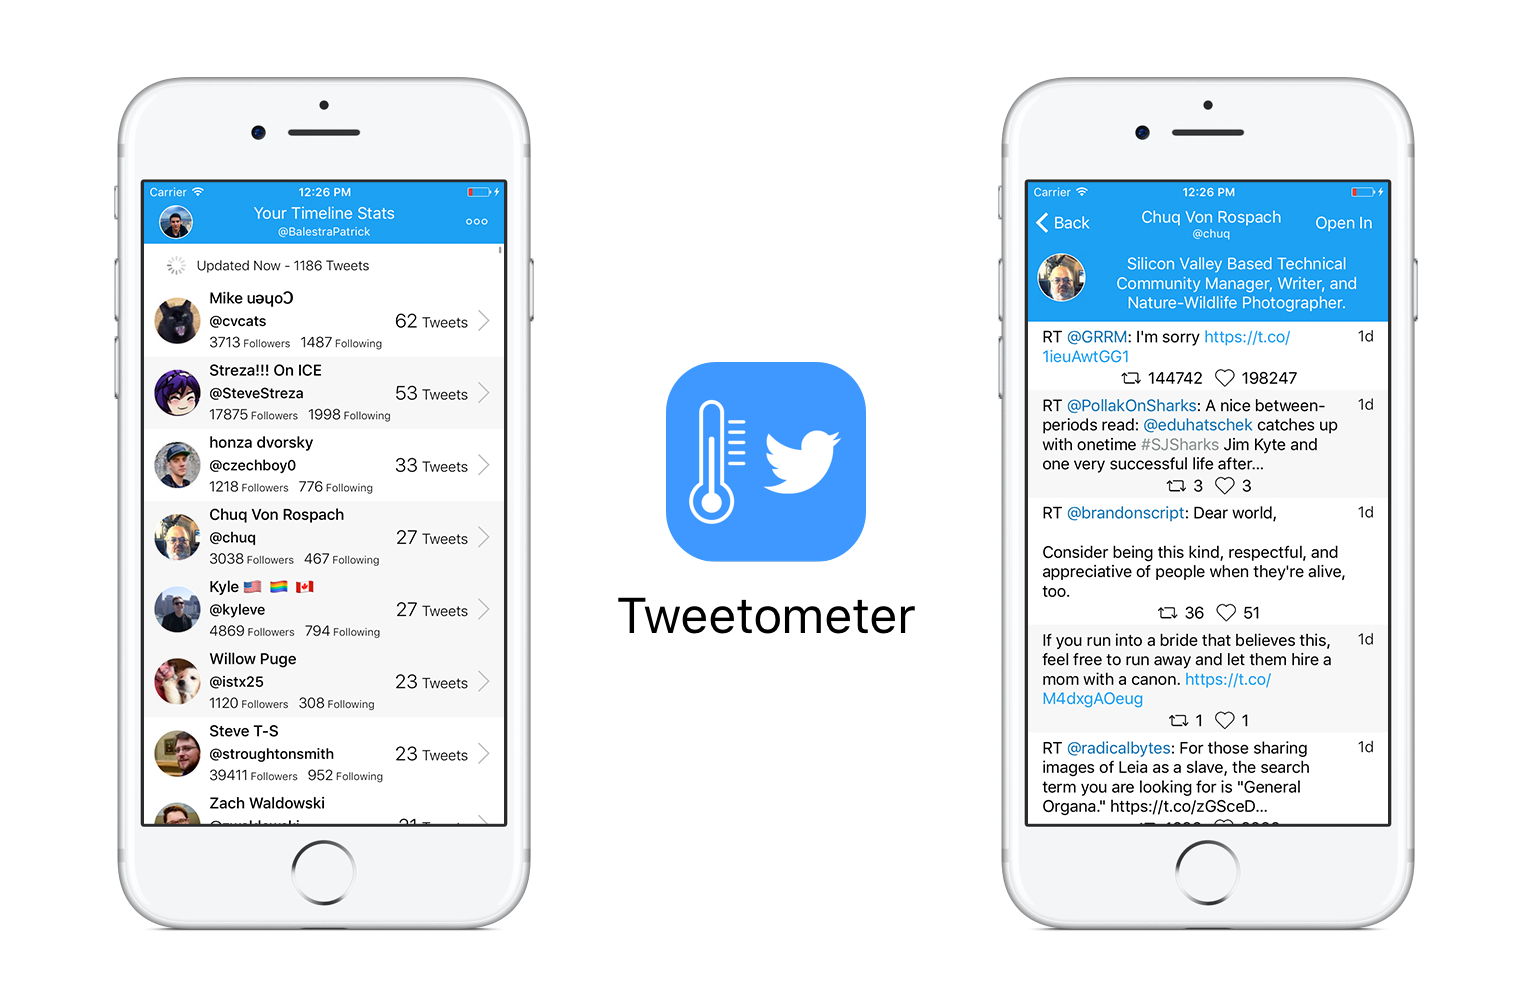 Carrier 12:26 PM
Your Timeline Stats
@BalestraPatrick
Updated Now - 1186 Tweets
Mike uǝɥoƆ
@cvcats
62 Tweets
3713 Followers 1487 Following
Streza!!! On ICE
@SteveStreza
53 Tweets
17875 Followers 1998 Following
honza dvorsky
@czechboy0
33 Tweets
1218 Followers 776 Following
Chuq Von Rospach
@chuq
27 Tweets
3038 Followers 467 Following
Kyle 🇺🇸 🏳️‍🌈 🇨🇦
@kyleve
27 Tweets
4869 Followers 794 Following
Willow Puge
@istx25
23 Tweets
1120 Followers 308 Following
Steve T-S
@stroughtonsmith
23 Tweets
39411 Followers 952 Following
Zach Waldowski
Tweetometer
Carrier 12:26 PM
Back Chuq Von Rospach Open In
@chuq
Silicon Valley Based Technical
Community Manager, Writer, and
Nature-Wildlife Photographer.
RT @GRRM: I'm sorry https://t.co/ 1d
1ieuAwtGG1
144742 198247
RT @PollakOnSharks: A nice between- 1d
periods read: @eduhatschek catches up
with onetime #SJSharks Jim Kyte and
one very successful life after...
3 3
RT @brandonscript: Dear world, 1d
Consider being this kind, respectful, and
appreciative of people when they're alive,
too.
36 51
If you run into a bride that believes this, 1d
feel free to run away and let them hire a
mom with a canon. https://t.co/
M4dxgAOeug
1 1
RT @radicalbytes: For those sharing 1d
images of Leia as a slave, the search
term you are looking for is "General
Organa." https://t.co/zGSceD...